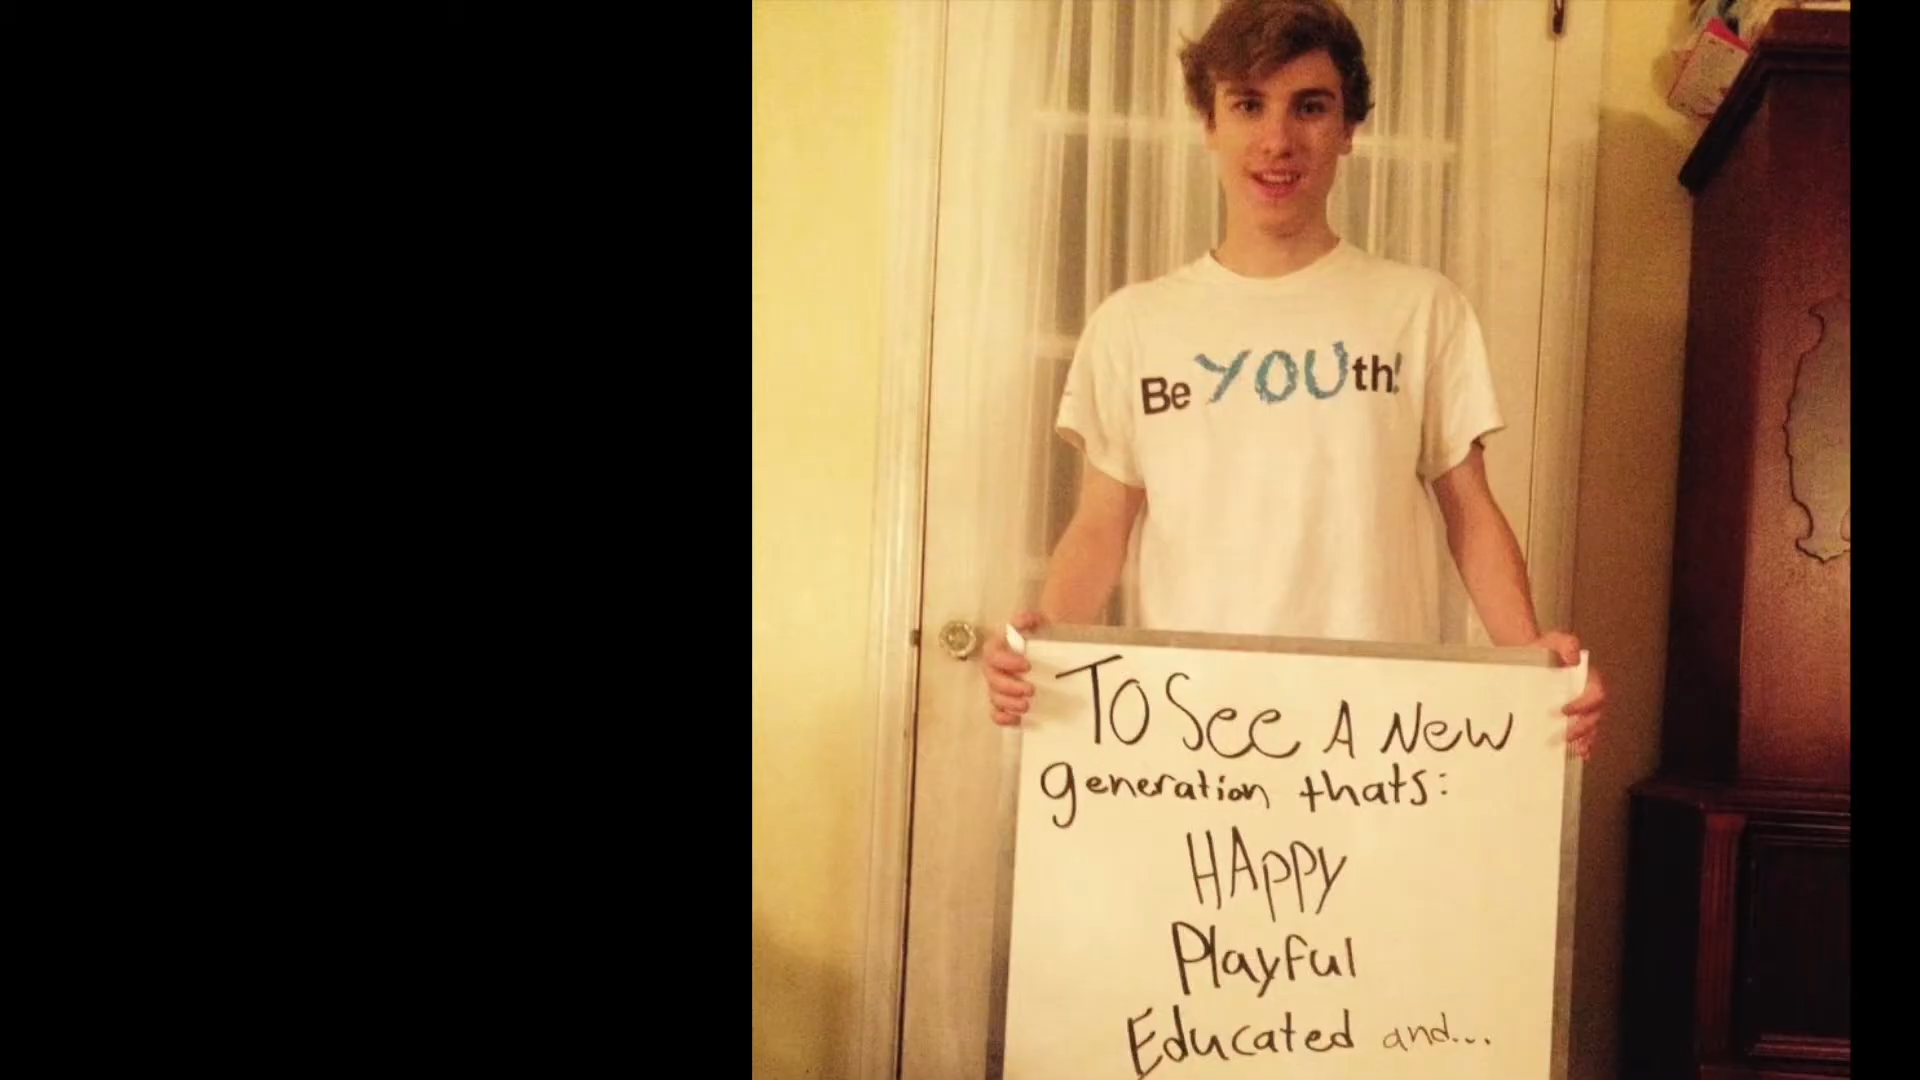 Be YOUth!
To See A New
generation thats:
HAppy
Playful
Educated and...